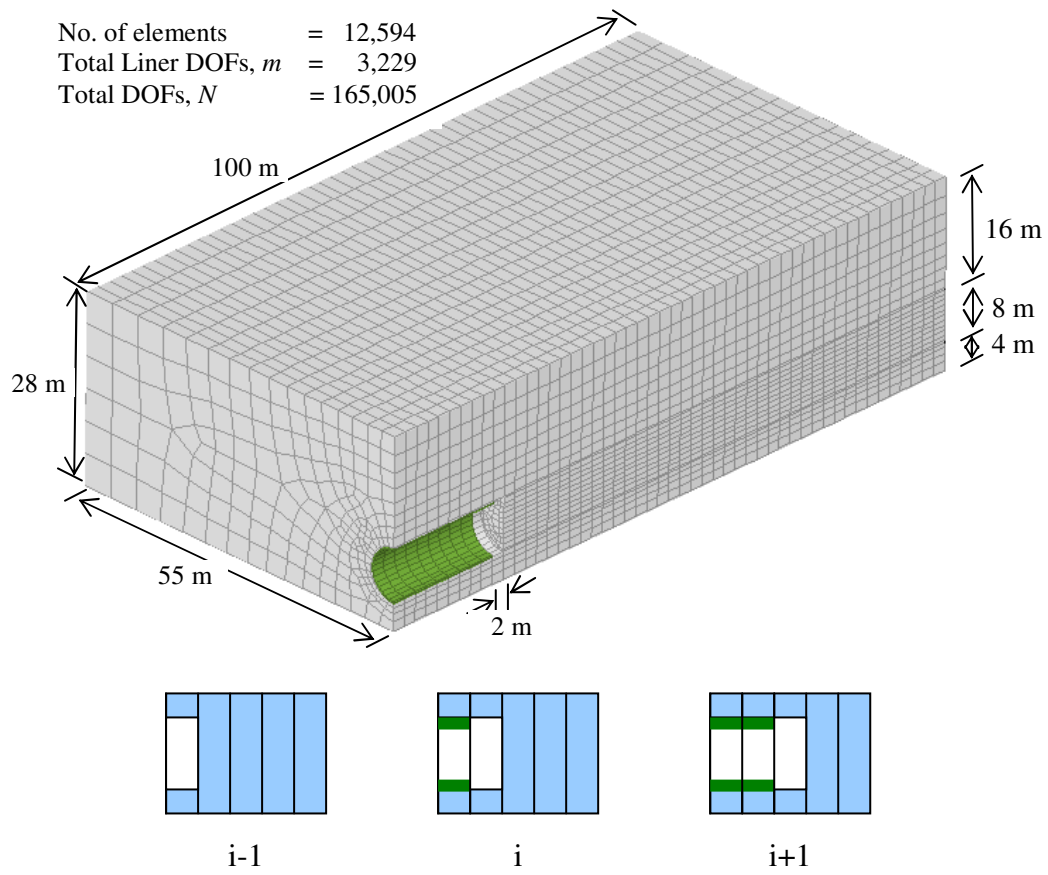 No. of elements = 12,594
Total Liner DOFs, m = 3,229
Total DOFs, N = 165,005
100 m
16 m
8 m
4 m
28 m
55 m
2 m
i-1
i
i+1